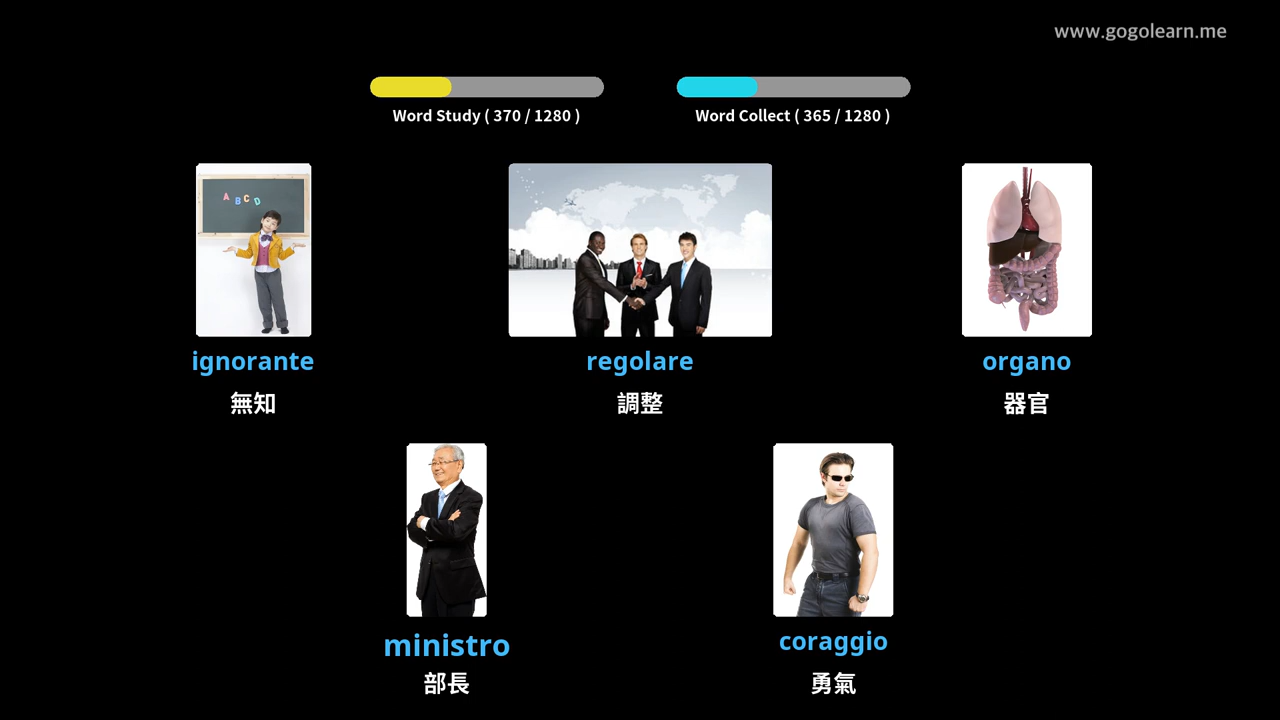 www.gogolearn.me
Word Study ( 370 / 1280 )
Word Collect ( 365 / 1280 )
A B C D
ignorante
無知
regolare
調整
organo
器官
ministro
部長
coraggio
勇氣